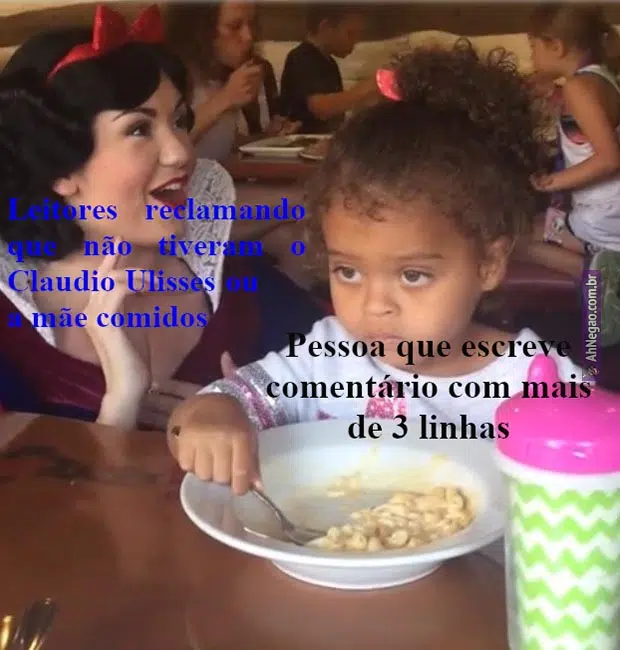 Leitores reclamando
que não tiveram o
Claudio Ulisses ou
a mãe comidos
Pessoa que escreve
comentário com mais
de 3 linhas
AhNegao.com.br